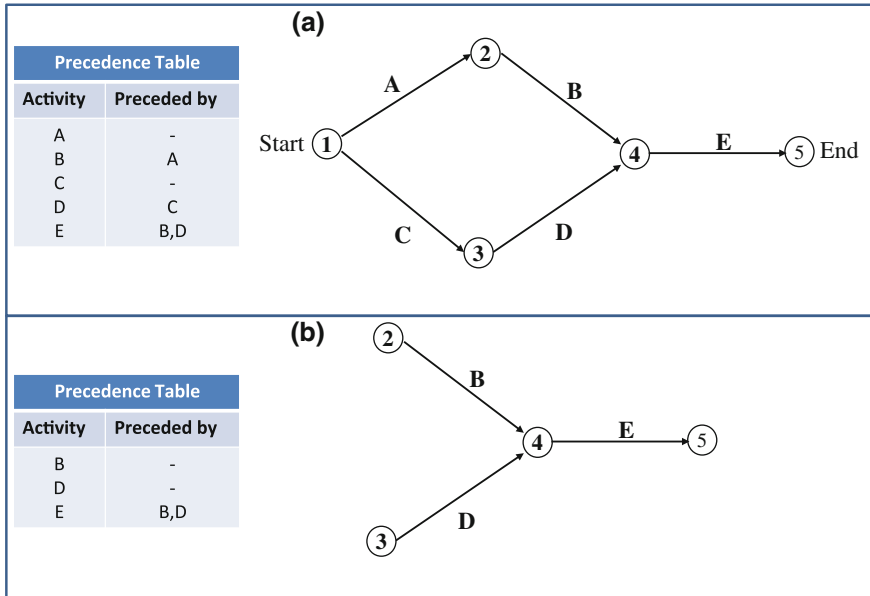 (a)
Precedence Table
Activity Preceded by
A -
B A
C -
D C
E B,D
Start 1
A
2
B
C
3
D
4
E
5 End
(b)
Precedence Table
Activity Preceded by
B -
D -
E B,D
2
B
3
D
4
E
5